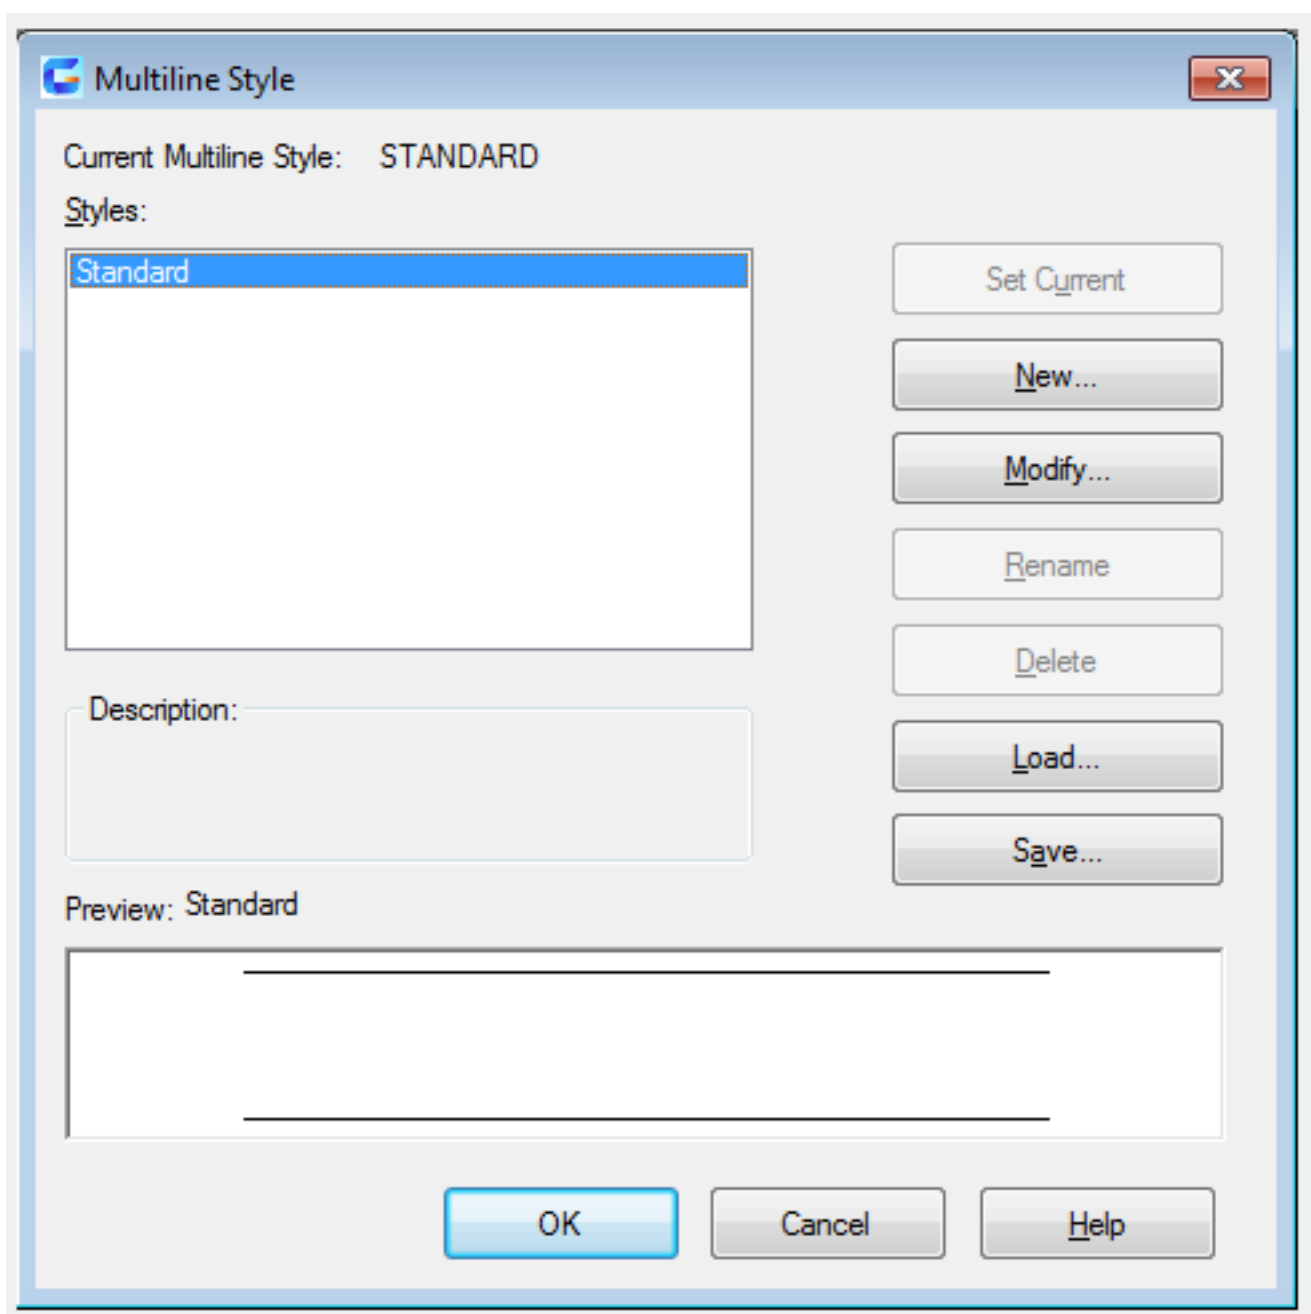 Multiline Style
Current Multiline Style: STANDARD
Styles:
Standard
Set Current
New...
Modify...
Rename
Delete
Load...
Save...
Description:
Preview: Standard
OK
Cancel
Help